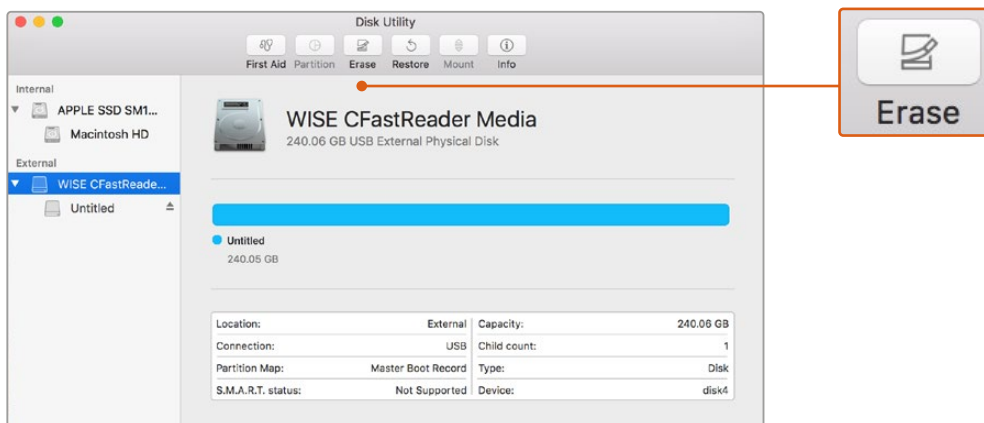 Disk Utility
First Aid Partition Erase Restore Mount Info
Erase
Internal
APPLE SSD SM1...
Macintosh HD
External
WISE CFastReade...
Untitled
WISE CFastReader Media
240.06 GB USB External Physical Disk
Untitled
240.05 GB
Location: External Capacity: 240.06 GB
Connection: USB Child count: 1
Partition Map: Master Boot Record Type: Disk
S.M.A.R.T. status: Not Supported Device: disk4